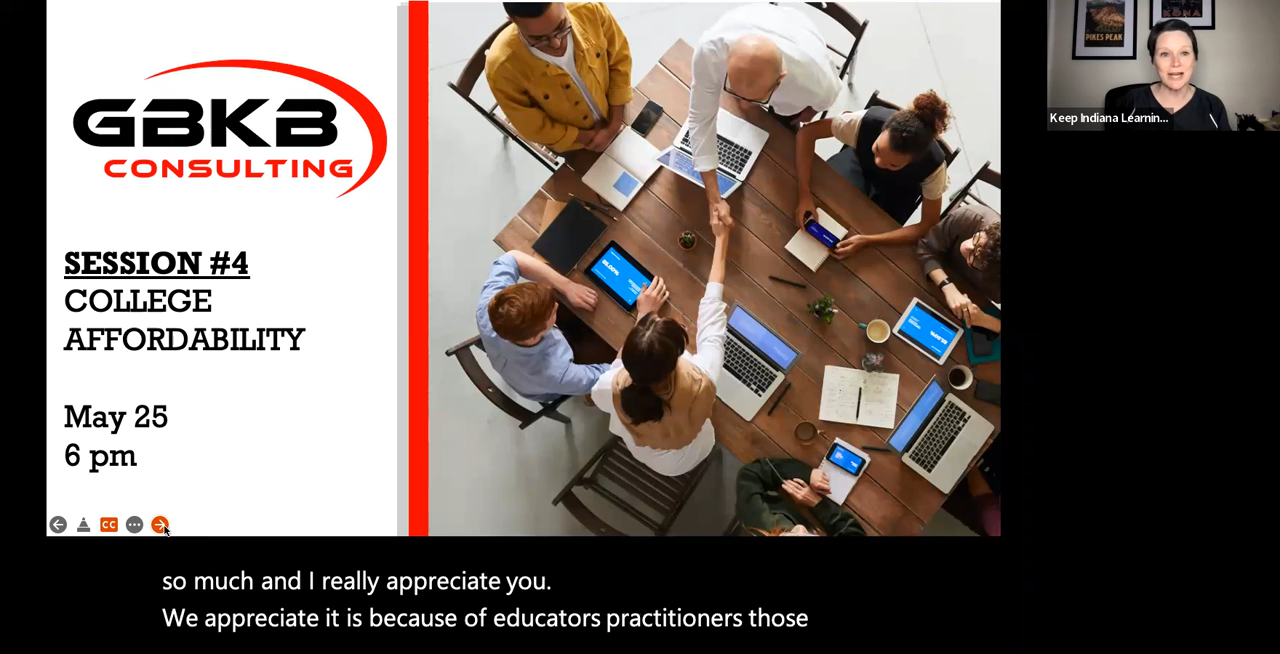 GBKB
CONSULTING
SESSION #4
COLLEGE
AFFORDABILITY
May 25
6 pm
CC
so much and I really appreciate you.
We appreciate it is because of educators practitioners those
PIKES PEAK
KONA
Keep Indiana Learnin...